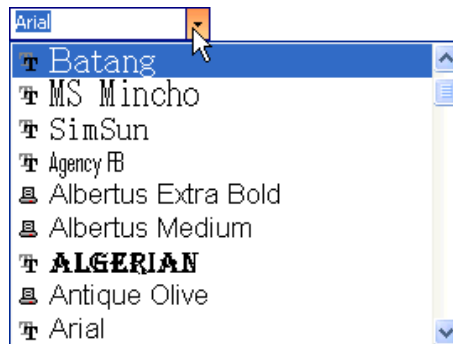 Arial
Batang
MS Mincho
SimSun
Agency FB
Albertus Extra Bold
Albertus Medium
ALGERIAN
Antique Olive
Arial